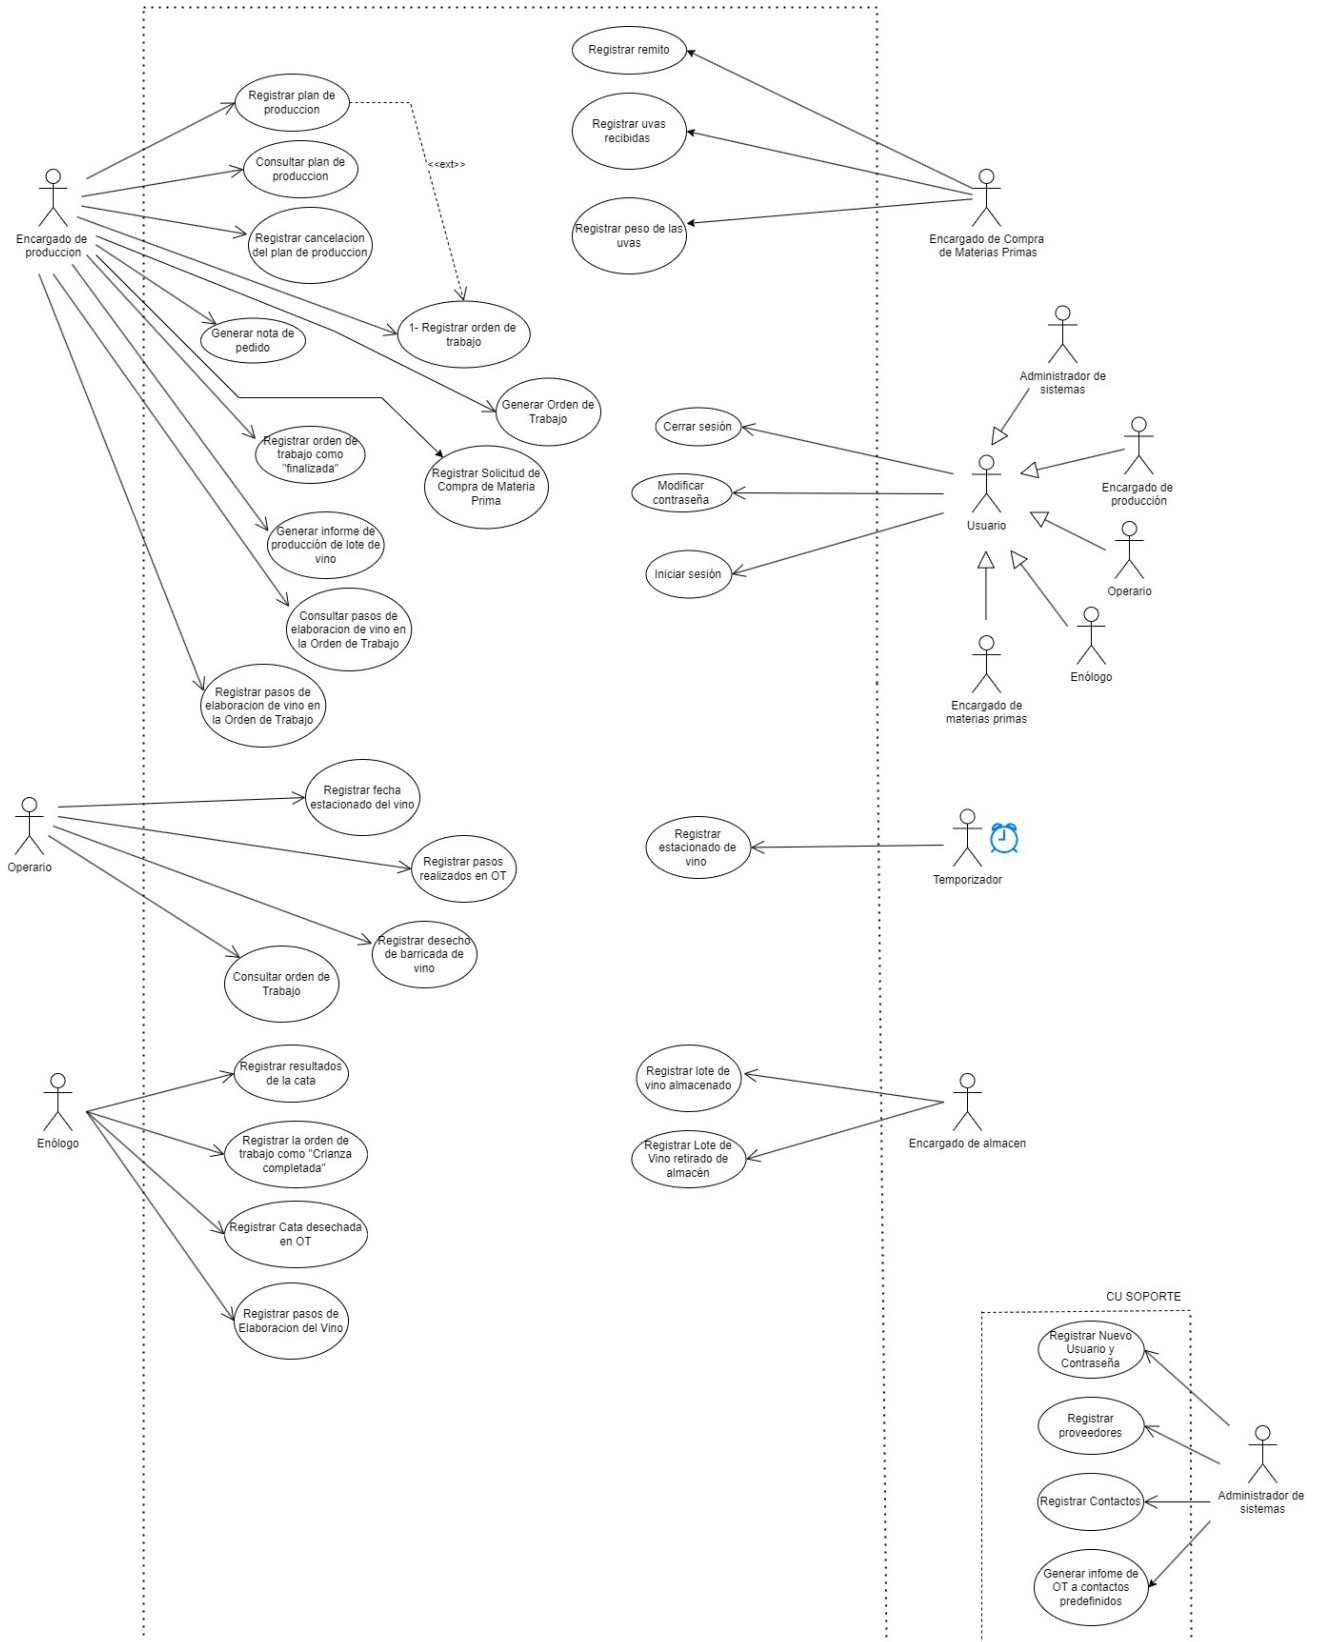 Registrar remito
Registrar plan de
produccion
Registrar uvas
recibidas
Consultar plan de
produccion
<<ext>>
Encargado de
produccion
Registrar cancelacion
del plan de produccion
Registrar peso de las
uvas
Encargado de Compra
de Materias Primas
Generar nota de
pedido
1- Registrar orden de
trabajo
Administrador de
sistemas
Generar Orden de
Trabajo
Cerrar sesión
Registrar orden de
trabajo como
"finalizada"
Registrar Solicitud de
Compra de Materia
Prima
Modificar
contraseña
Usuario
Encargado de
producción
Generar informe de
producción de lote de
vino
Iniciar sesión
Operario
Consultar pasos de
elaboracion de vino en
la Orden de Trabajo
Enólogo
Registrar pasos de
elaboracion de vino en
la Orden de Trabajo
Encargado de
materias primas
Registrar fecha
estacionado del vino
Operario
Registrar pasos
realizados en OT
Registrar
estacionado de
vino
Temporizador
Registrar desecho
de barricada de
vino
Consultar orden de
Trabajo
Registrar resultados
de la cata
Registrar lote de
vino almacenado
Enólogo
Encargado de almacen
Registrar la orden de
trabajo como "Crianza
completada"
Registrar Lote de
Vino retirado de
almacén
Registrar Cata desechada
en OT
Registrar pasos de
Elaboracion del Vino
CU SOPORTE
Registrar Nuevo
Usuario y
Contraseña
Registrar
proveedores
Registrar Contactos
Administrador de
sistemas
Generar infome de
OT a contactos
predefinidos